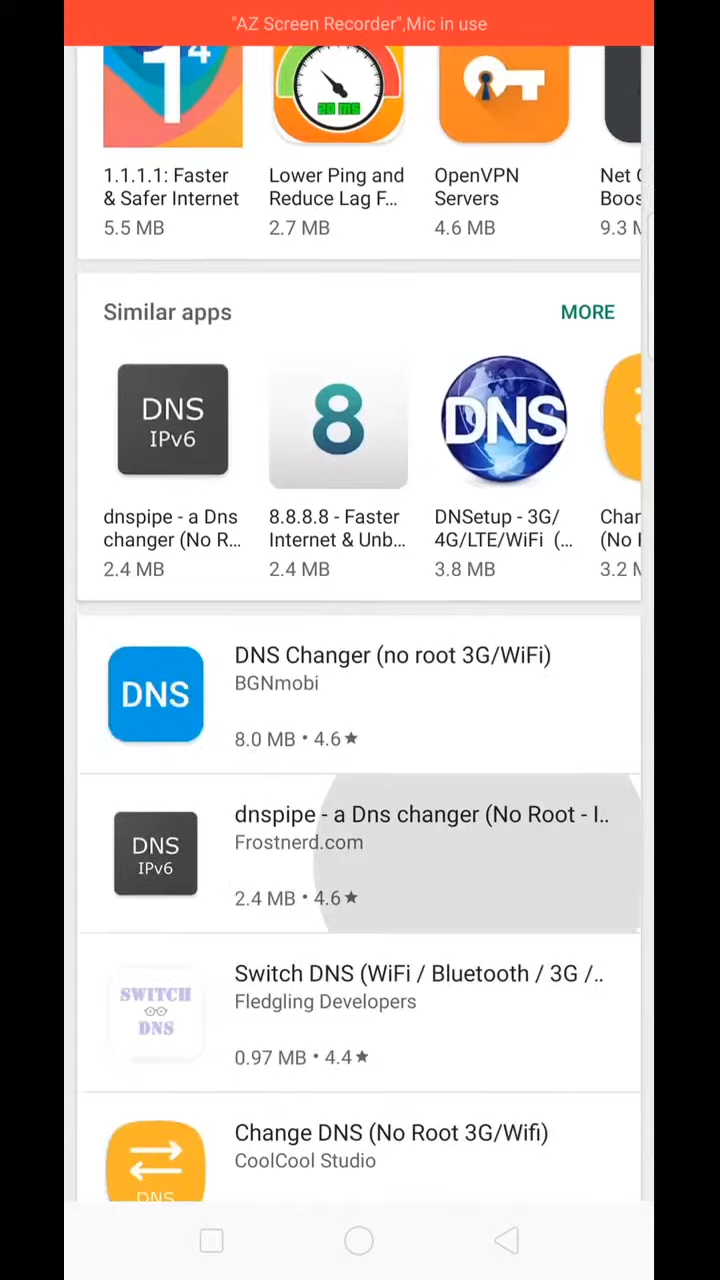 "AZ Screen Recorder",Mic in use
1 4
20 MS
1.1.1.1: Faster
& Safer Internet
5.5 MB
Lower Ping and
Reduce Lag F...
2.7 MB
OpenVPN
Servers
4.6 MB
Net
Boos
9.3 M
Similar apps
MORE
DNS
IPv6
8
DNS
dnspipe - a Dns
changer (No R...
2.4 MB
8.8.8.8 - Faster
Internet & Unb...
2.4 MB
DNSetup - 3G/
4G/LTE/WiFi (...
3.8 MB
Char
(No
3.2 M
DNS
DNS Changer (no root 3G/WiFi)
BGNmobi
8.0 MB • 4.6★
DNS
IPv6
dnspipe - a Dns changer (No Root - I..
Frostnerd.com
2.4 MB • 4.6★
SWITCH
DNS
Switch DNS (WiFi / Bluetooth / 3G /..
Fledgling Developers
0.97 MB • 4.4★
DNS
Change DNS (No Root 3G/Wifi)
CoolCool Studio